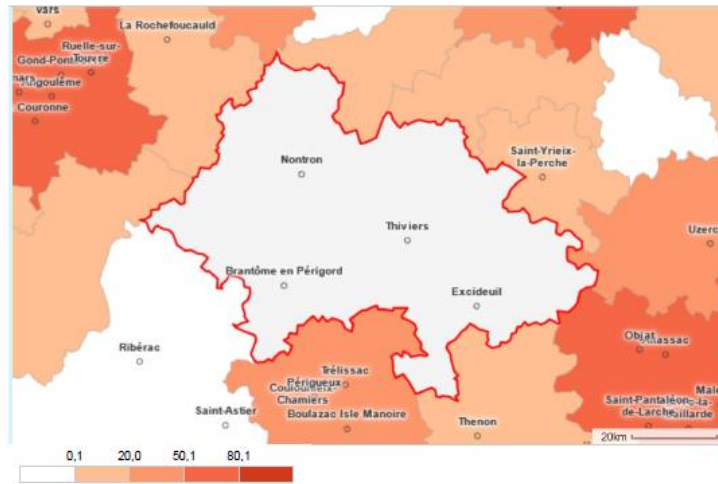 vars
La Rochefoucauld
Ruelle-sur-
Touvre
Gond-Pont
Angoulême
Couronne
Nontron
Saint-Yrieix-
la-Perche
Thiviers
Uzerc
Brantôme en Périgord
Excideuil
Objat
Ribérac
Trélissac
Périgueux
Chamiers
Saint-Astier
Boulazac Isle Manoire
Thenon
Saint-Pantaléon
de-Larche
20km
0,1 20,0 50,1 80,1